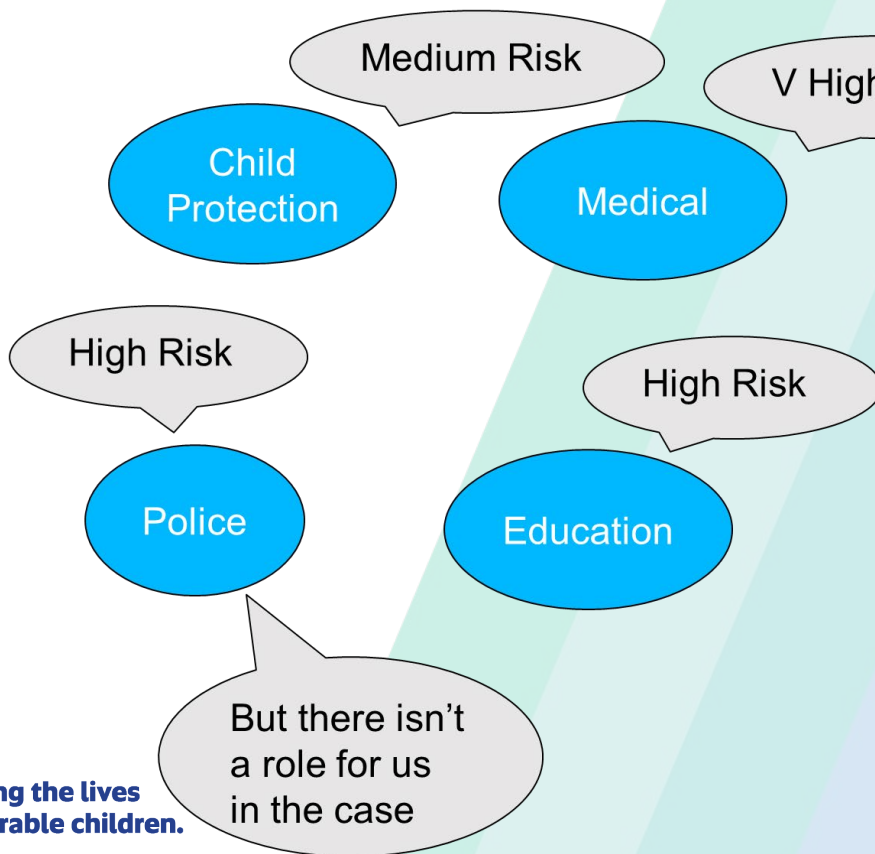 Medium Risk
V High
Child
Protection
Medical
High Risk
High Risk
Police
Education
But there isn't
a role for us
in the case
ng the lives
rable children.